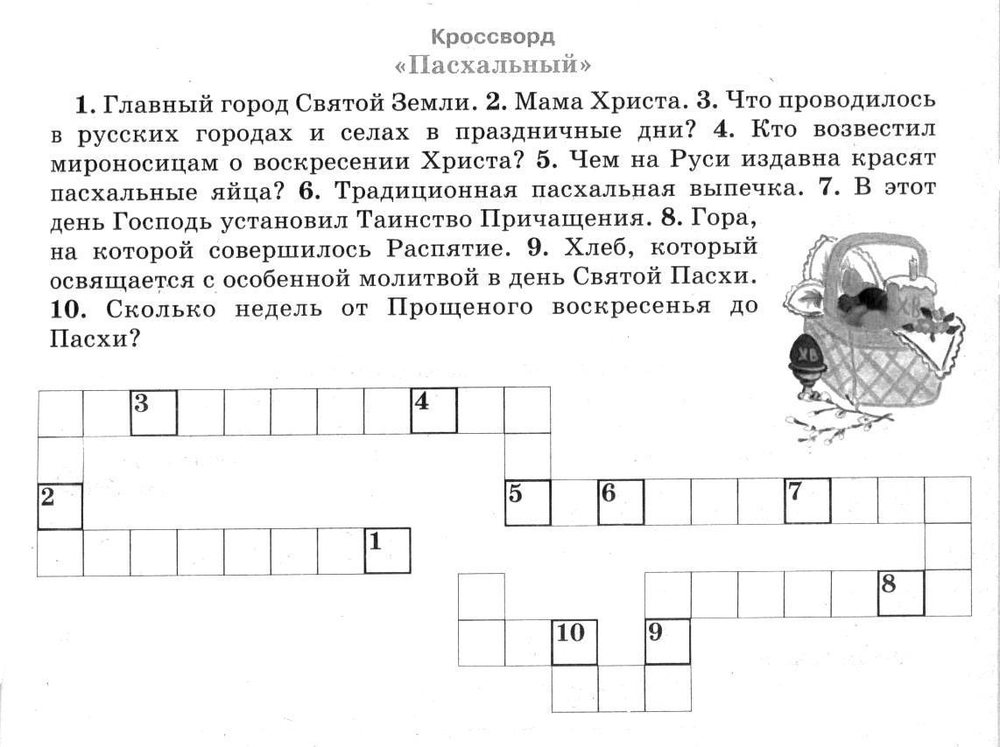 Кроссворд
«Пасхальный»
1. Главный город Святой Земли. 2. Мама Христа. 3. Что проводилось
в русских городах и селах в праздничные дни? 4. Кто возвестил
мироносицам о воскресении Христа? 5. Чем на Руси издавна красят
пасхальные яйца? 6. Традиционная пасхальная выпечка. 7. В этот
день Господь установил Таинство Причащения. 8. Гора,
на которой совершилось Распятие. 9. Хлеб, который
освящается с особенной молитвой в день Святой Пасхи.
10. Сколько недель от Прощеного воскресенья до
Пасхи?
ХВ
ХВ
3 4
2 5 6 7
1
8
10 9